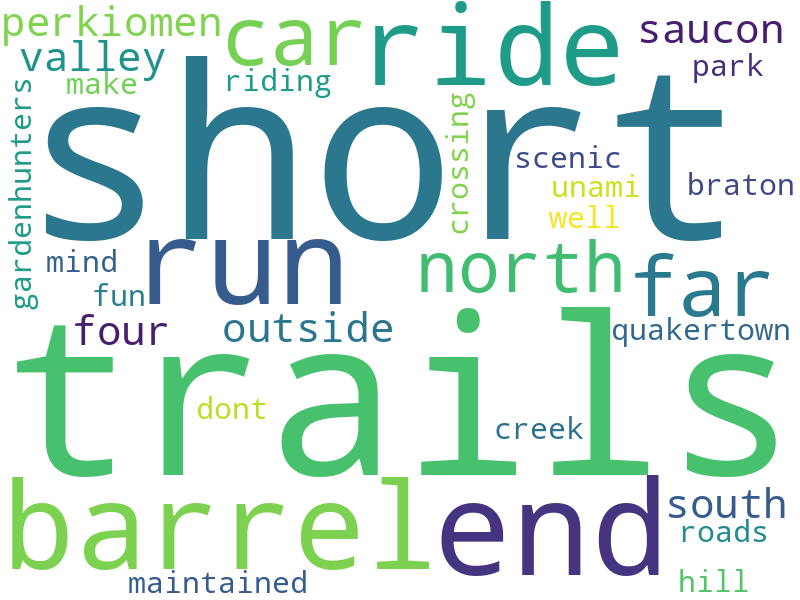 perkiomen
car
ride
saucon
valley
park
make
riding
short
gardenhunters
crossing
scenic
unami
braton
well
run
north
mind
far
fun
four
outside
quakertown
trails
dont
creek
barrel
end
south
roads
maintained
hill